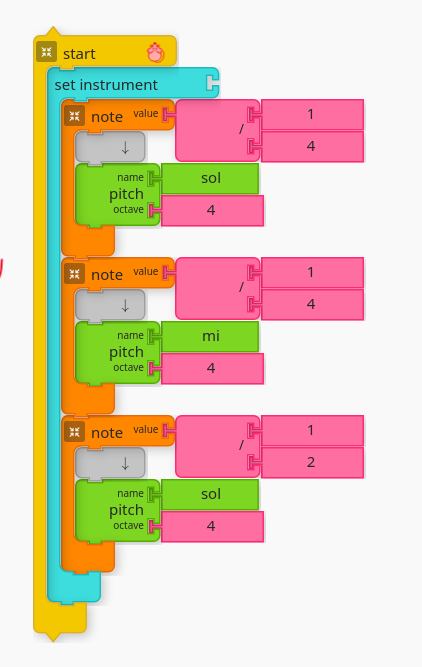 start
set instrument
note value / 1
4
↓
name sol
pitch
octave 4
note value / 1
4
↓
name mi
pitch
octave 4
note value / 1
2
↓
name sol
pitch
octave 4